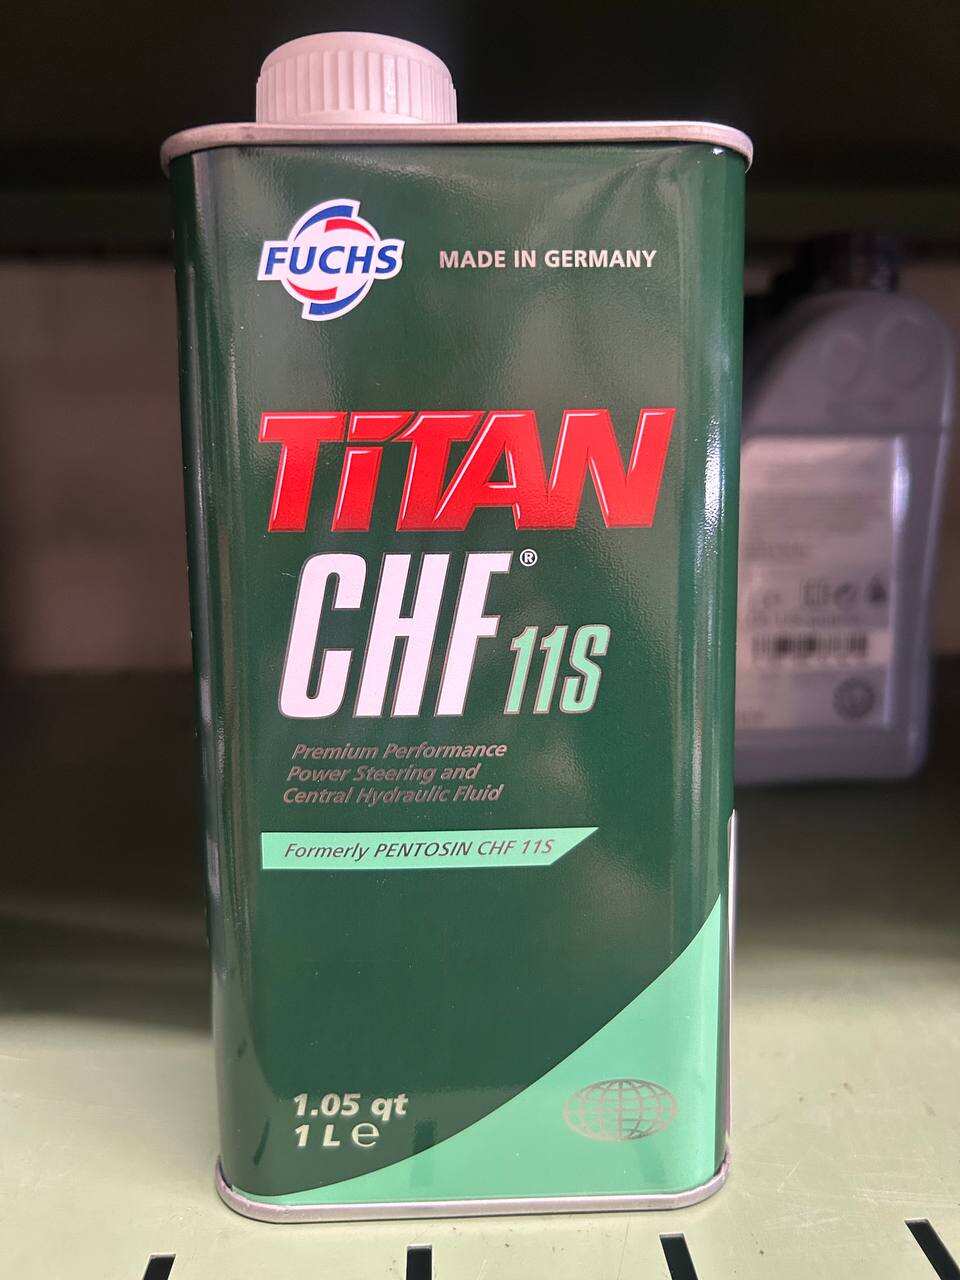 FUCHS
MADE IN GERMANY
TiTAN
CHF®
11S
Premium Performance
Power Steering and
Central Hydraulic Fluid
Formerly PENTOSIN CHF 11S
1.05 qt
1 L ℮